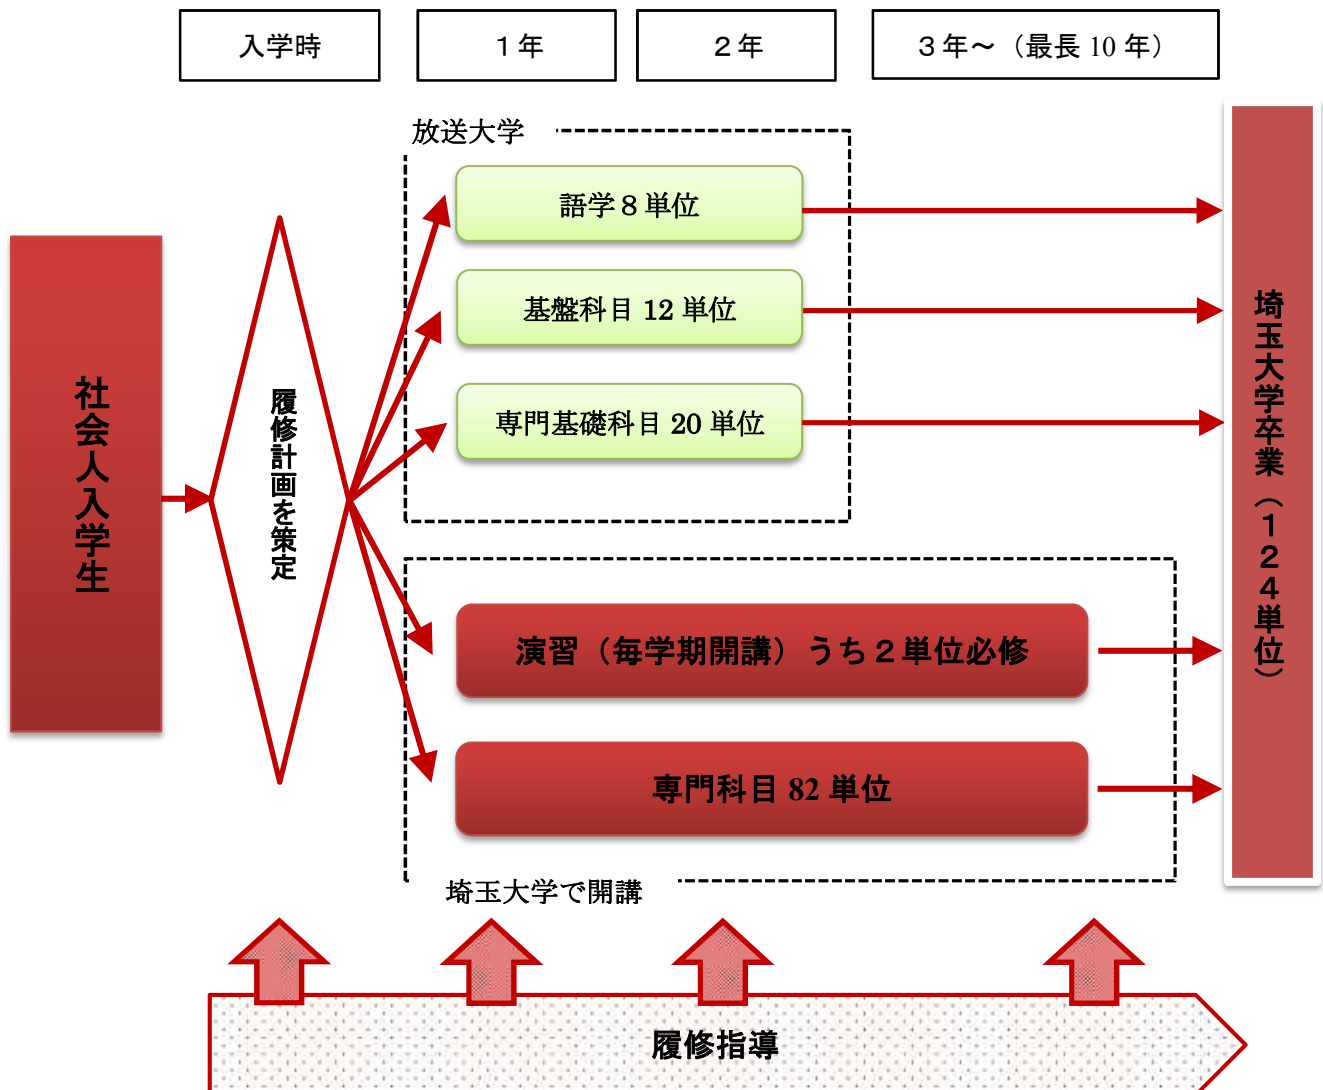 入学時
１年
２年
３年～（最長 10 年）
放送大学
語学８単位
基盤科目 12 単位
専門基礎科目 20 単位
社会人入学生
履修計画を策定
演習（毎学期開講）うち２単位必修
専門科目 82 単位
埼玉大学で開講
埼玉大学卒業（１２４単位）
履修指導